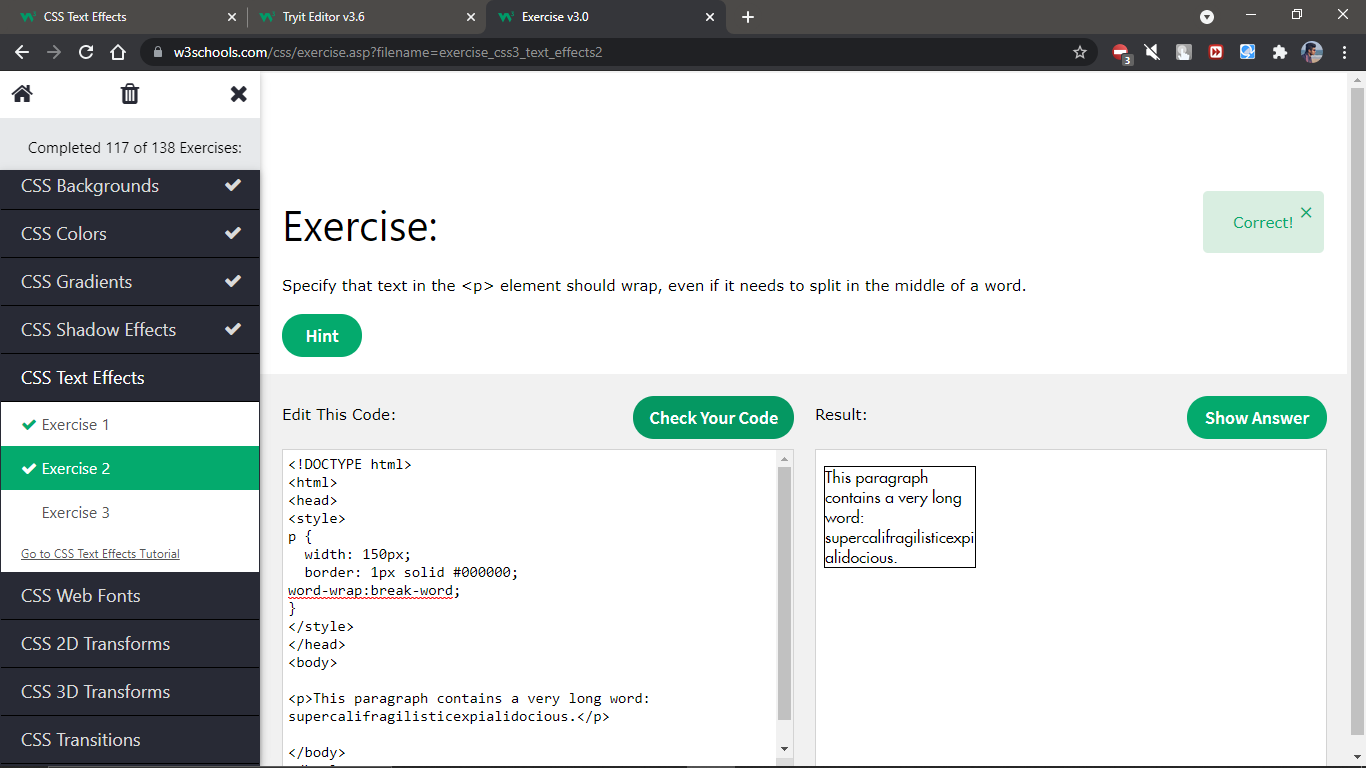 CSS Text Effects
Tryit Editor v3.6
Exercise v3.0
w3schools.com/css/exercise.asp?filename=exercise_css3_text_effects2
3
Completed 117 of 138 Exercises:
CSS Backgrounds
CSS Colors
CSS Gradients
CSS Shadow Effects
CSS Text Effects
Exercise 1
Exercise 2
Exercise 3
Go to CSS Text Effects Tutorial
CSS Web Fonts
CSS 2D Transforms
CSS 3D Transforms
CSS Transitions
Exercise:
Correct!
Specify that text in the <p> element should wrap, even if it needs to split in the middle of a word.
Hint
Edit This Code:
Check Your Code
<!DOCTYPE html>
<html>
<head>
<style>
p {
  width: 150px;
  border: 1px solid #000000;
word-wrap:break-word;
}
</style>
</head>
<body>
<p>This paragraph contains a very long word:
supercalifragilisticexpialidocious.</p>
</body>
Result:
Show Answer
This paragraph
contains a very long
word:
supercalifragilisticexpi
alidocious.